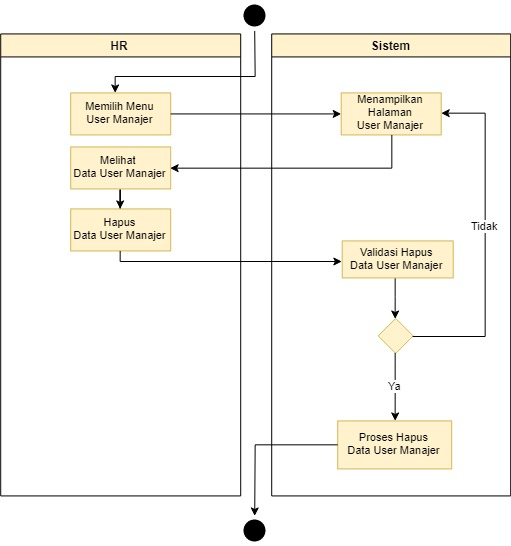 HR
Sistem
Memilih Menu
User Manajer
Menampilkan
Halaman
User Manajer
Melihat
Data User Manajer
Hapus
Data User Manajer
Tidak
Validasi Hapus
Data User Manajer
Ya
Proses Hapus
Data User Manajer